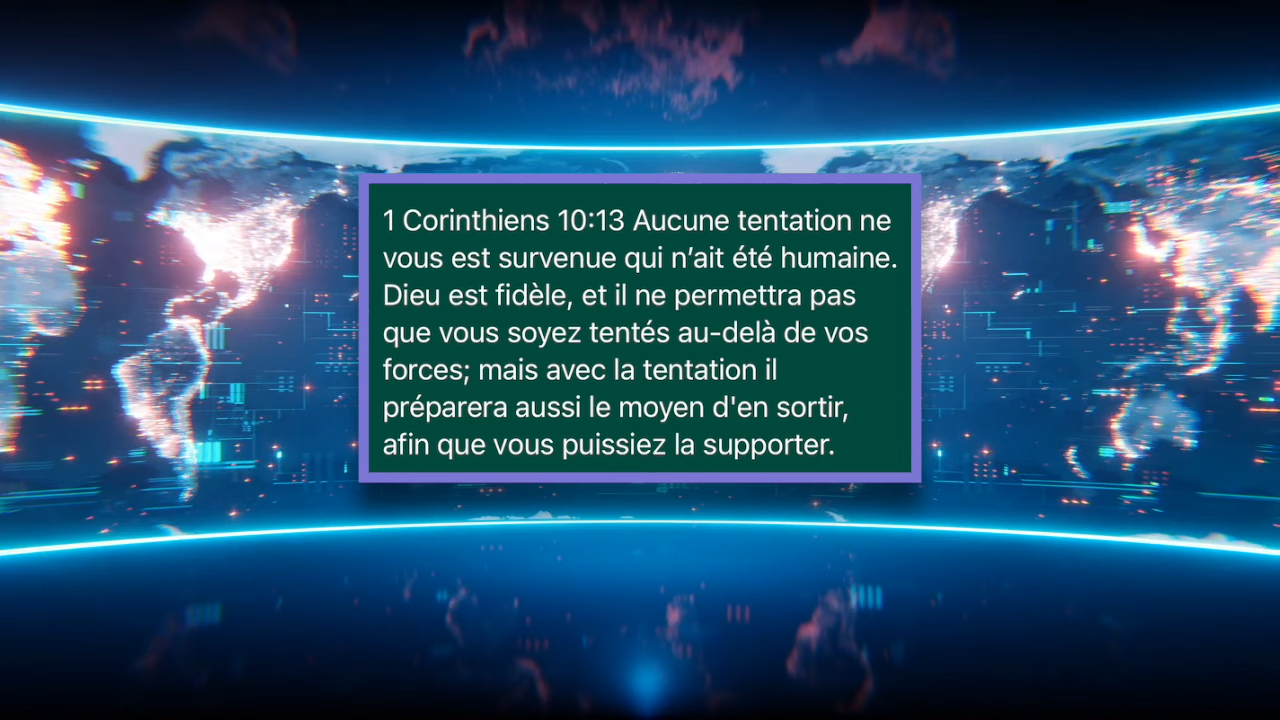 1 Corinthiens 10:13 Aucune tentation ne
vous est survenue qui n’ait été humaine.
Dieu est fidèle, et il ne permettra pas
que vous soyez tentés au-delà de vos
forces; mais avec la tentation il
préparera aussi le moyen d'en sortir,
afin que vous puissiez la supporter.